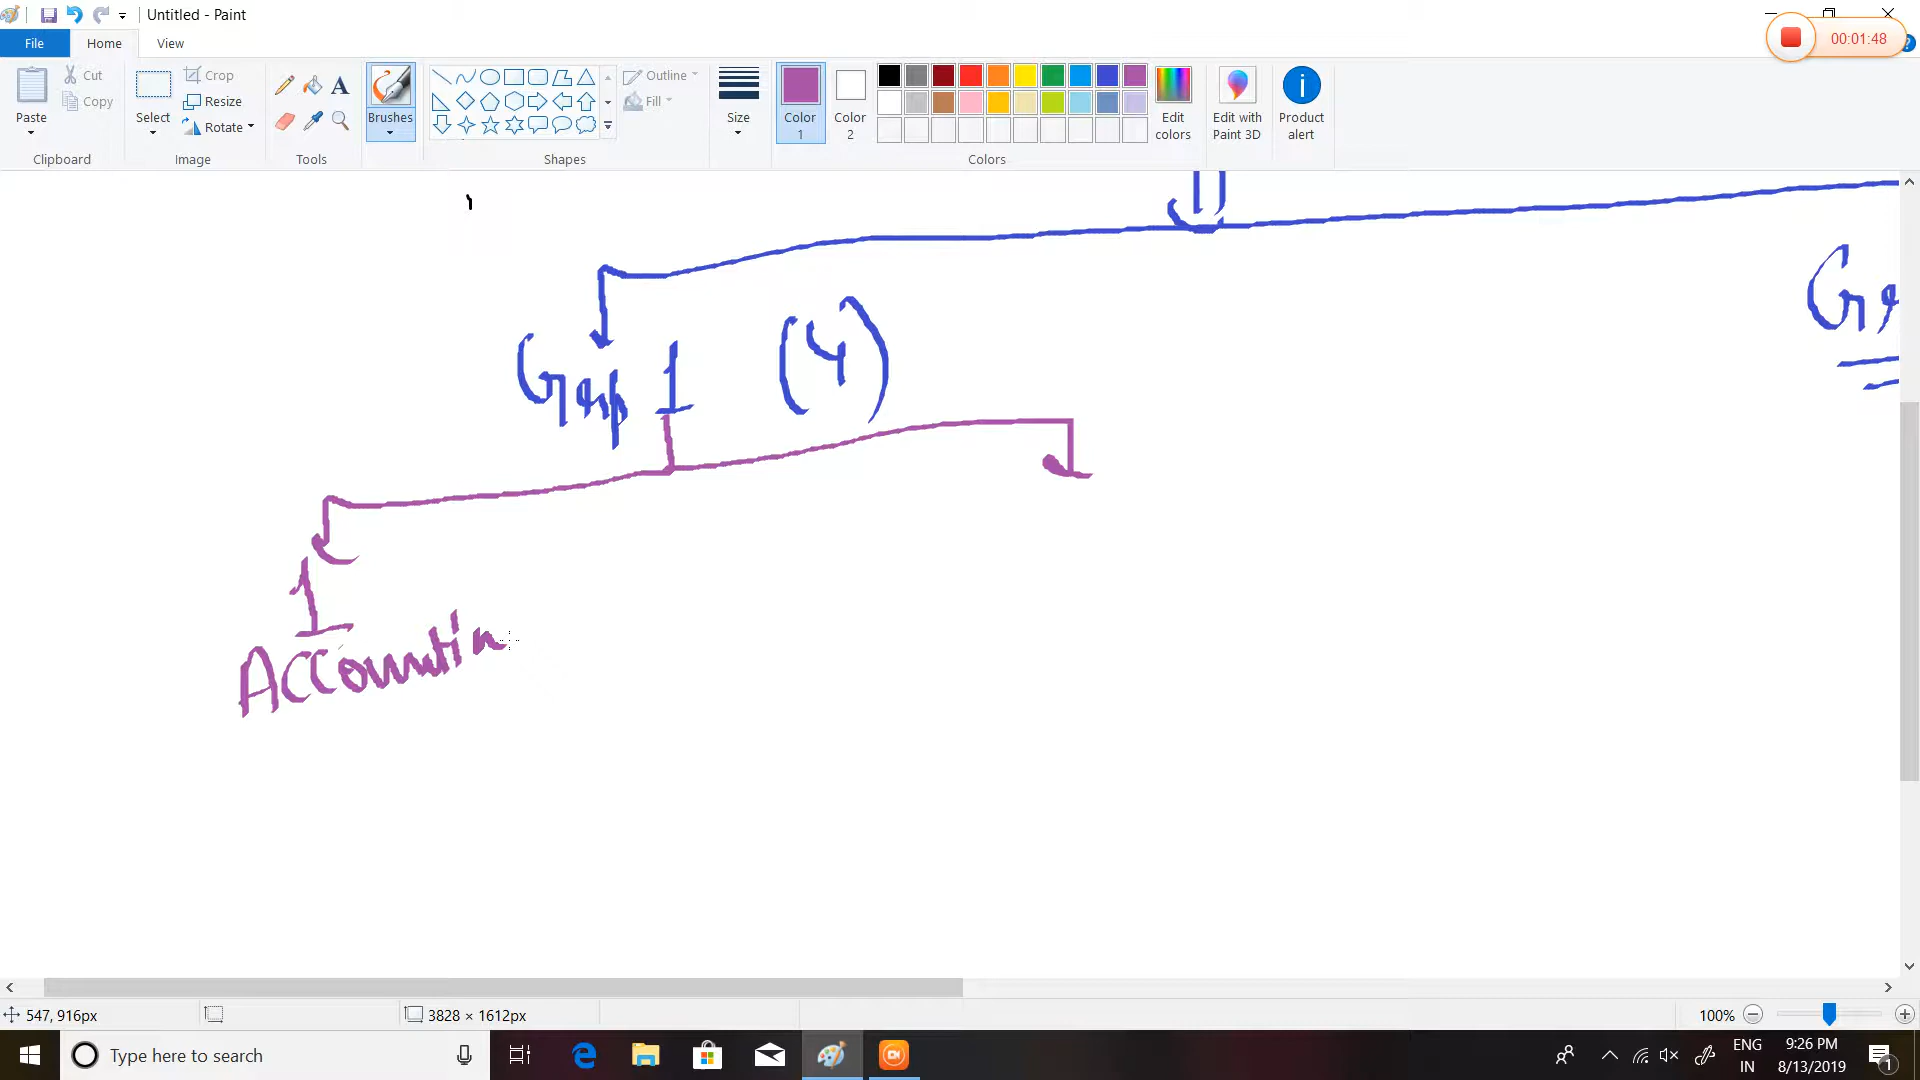 Untitled - Paint
00:01:48
File Home View
Cut
Copy
Paste
Clipboard
Crop
Resize
Rotate
Select
Image
Tools
Brushes
Shapes
Outline
Fill
Size
Color 1
Color 2
Edit colors
Colors
Edit with Paint 3D
Product alert
1 (4)
1
Accountin
547, 916px
3828 × 1612px
100%
Type here to search
ENG
IN
9:26 PM
8/13/2019
1